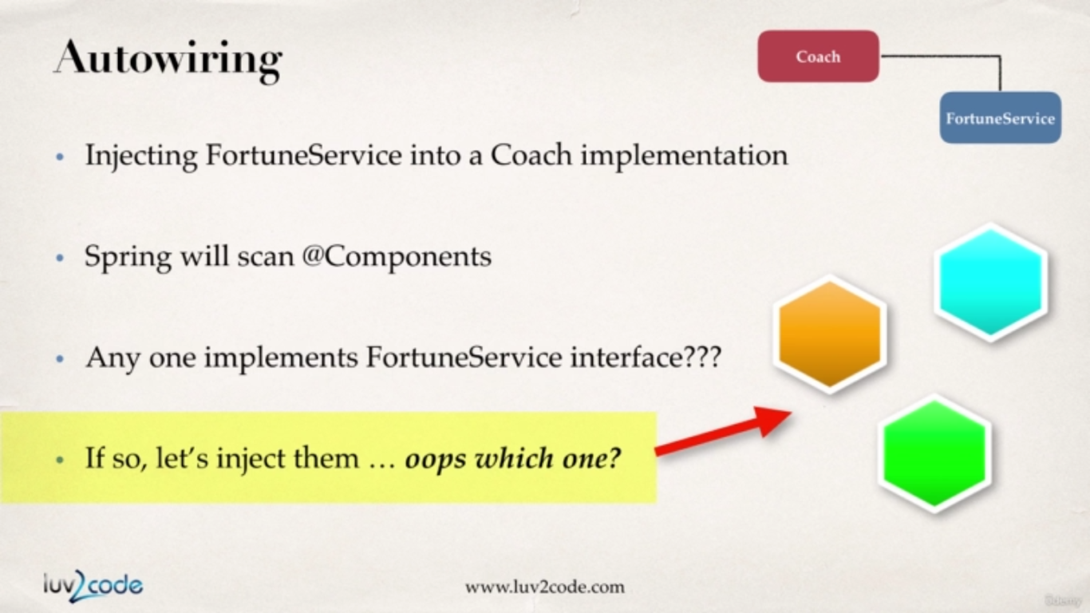 Autowiring
Coach
FortuneService
• Injecting FortuneService into a Coach implementation
• Spring will scan @Components
• Any one implements FortuneService interface???
• If so, let’s inject them … oops which one?
luv2code
www.luv2code.com
Udemy